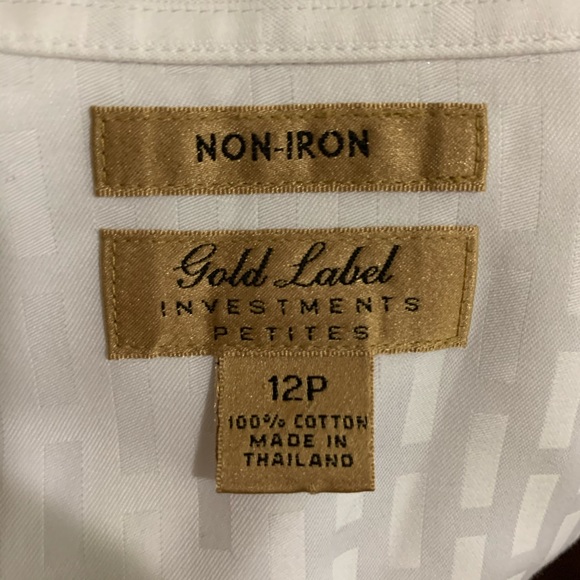 NON-IRON
Gold Label
INVESTMENTS
PETITES
12P
100% COTTON
MADE IN
THAILAND